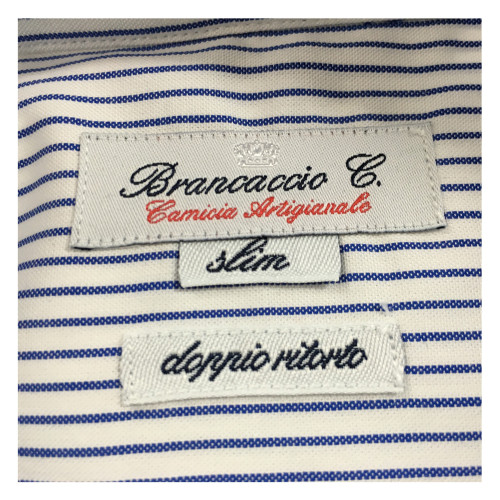 Brancaccio C.
Camicia Artigianale
slim
doppio ritorto